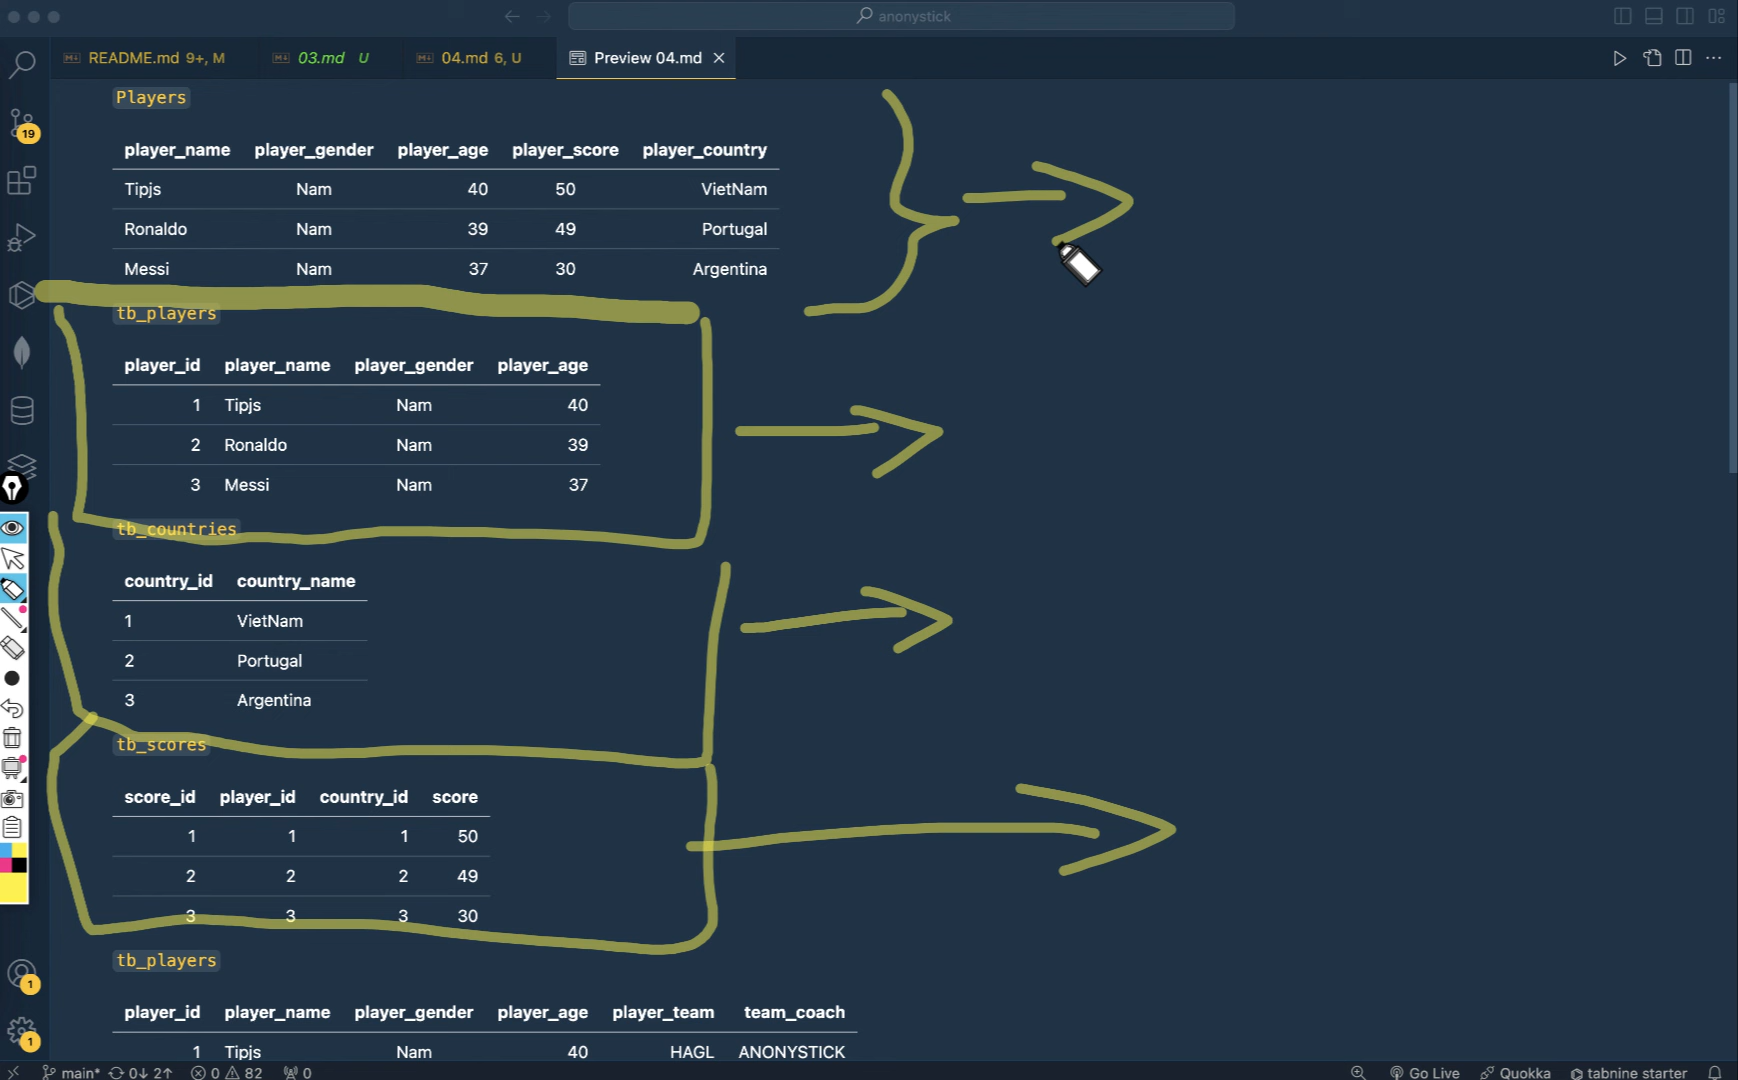 anonystick
README.md 9+, M
03.md U
04.md 6, U
Preview 04.md
Players
player_name player_gender player_age player_score player_country
Tipjs Nam 40 50 VietNam
Ronaldo Nam 39 49 Portugal
Messi Nam 37 30 Argentina
tb_players
player_id player_name player_gender player_age
1 Tipjs Nam 40
2 Ronaldo Nam 39
3 Messi Nam 37
tb_countries
country_id country_name
1 VietNam
2 Portugal
3 Argentina
tb_scores
score_id player_id country_id score
1 1 1 50
2 2 2 49
3 3 3 30
tb_players
player_id player_name player_gender player_age player_team team_coach
1 Tipjs Nam 40 HAGL ANONYSTICK
19
1
1
main* 0↓ 2↑ 0 82 0 Go Live Quokka tabnine starter